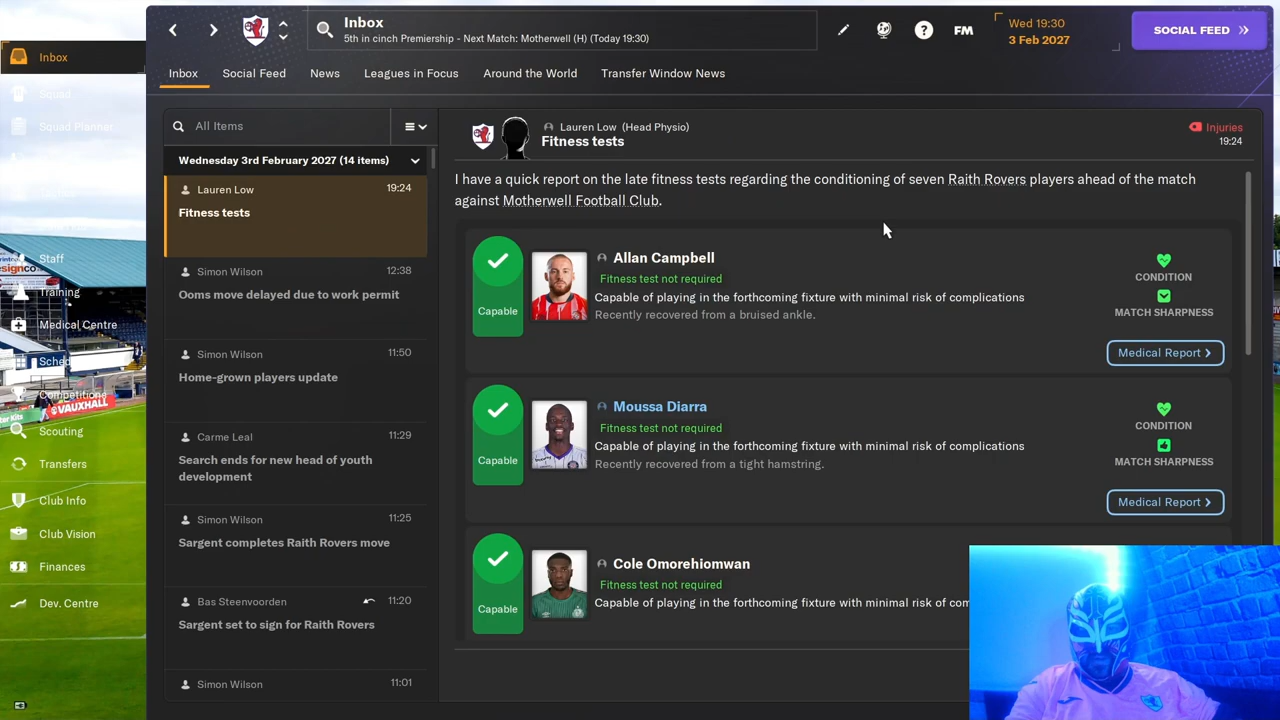 Inbox
5th in cinch Premiership - Next Match: Motherwell (H) (Today 19:30)
FM
Wed 19:30
3 Feb 2027
SOCIAL FEED
Inbox
Squad
Squad Planner
Staff
Training
Medical Centre
Sched
Competitions
VAUXHALL
Scouting
Transfers
Club Info
Club Vision
Finances
Dev. Centre
Inbox
Social Feed
News
Leagues in Focus
Around the World
Transfer Window News
All Items
Wednesday 3rd February 2027 (14 items)
Lauren Low 19:24
Fitness tests
Simon Wilson 12:38
Ooms move delayed due to work permit
Simon Wilson 11:50
Home-grown players update
Carme Leal 11:29
Search ends for new head of youth
development
Simon Wilson 11:25
Sargent completes Raith Rovers move
Bas Steenvoorden 11:20
Sargent set to sign for Raith Rovers
Simon Wilson 11:01
Lauren Low (Head Physio)
Fitness tests
Injuries
19:24
I have a quick report on the late fitness tests regarding the conditioning of seven Raith Rovers players ahead of the match
against Motherwell Football Club.
Capable
Allan Campbell
Fitness test not required
Capable of playing in the forthcoming fixture with minimal risk of complications
Recently recovered from a bruised ankle.
CONDITION
MATCH SHARPNESS
Medical Report
Capable
Moussa Diarra
Fitness test not required
Capable of playing in the forthcoming fixture with minimal risk of complications
Recently recovered from a tight hamstring.
CONDITION
MATCH SHARPNESS
Medical Report
Capable
Cole Omorehiomwan
Fitness test not required
Capable of playing in the forthcoming fixture with minimal risk of com